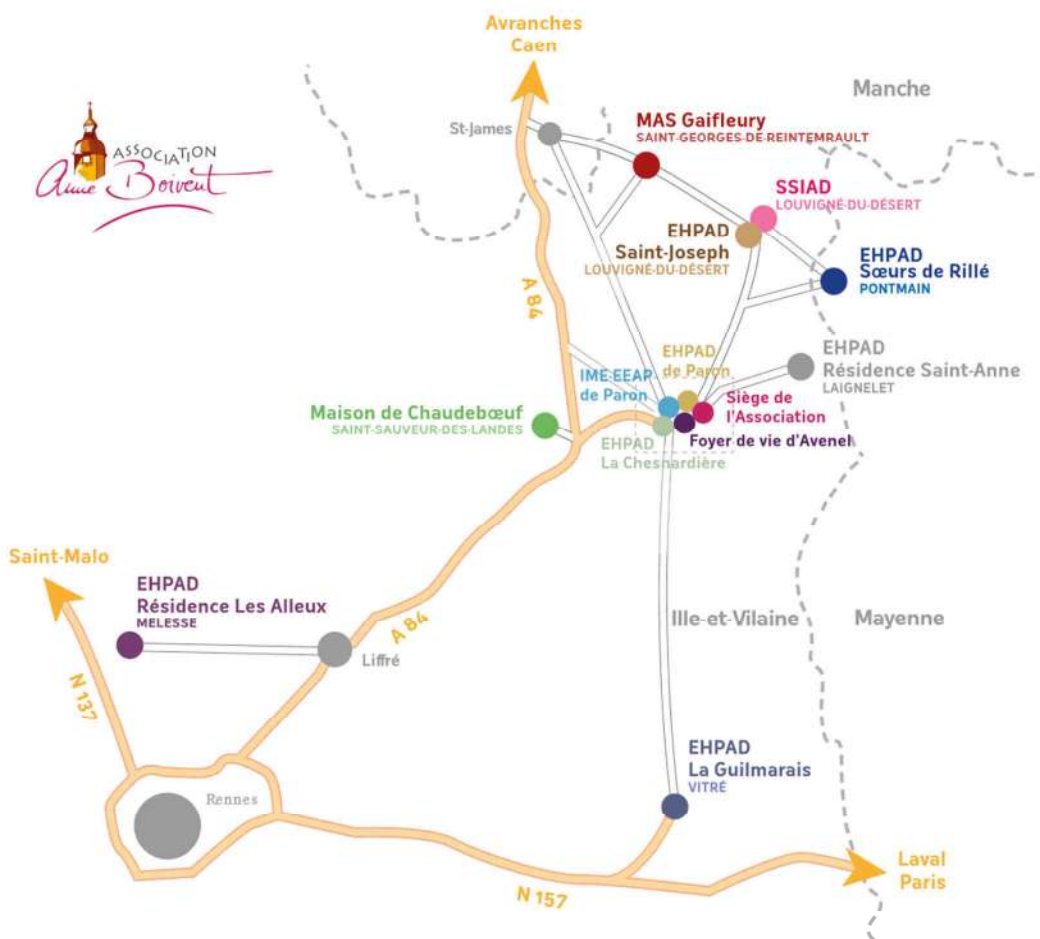 Avranches
Caen
Manche
ASSOCIATION
Anne Boivent
St-James
MAS Gaifleury
SAINT-GEORGES-DE-REINTEMRAULT
SSIAD
LOUVIGNÉ-DU-DÉSERT
EHPAD
Saint-Joseph
LOUVIGNÉ-DU-DÉSERT
EHPAD
Sœurs de Rillé
PONTMAIN
A 84
EHPAD
de Paron
EHPAD
Résidence Saint-Anne
LAIGNELET
IME-EEAP
de Paron
Siège de
l'Association
Maison de Chaudebœuf
SAINT-SAUVEUR-DES-LANDES
Foyer de vie d'Avenel
EHPAD
La Chesnardière
Saint-Malo
EHPAD
Résidence Les Alleux
MELESSE
A 84
Ille-et-Vilaine
Mayenne
Liffré
N 137
EHPAD
La Guilmarais
VITRÉ
Rennes
Laval
Paris
N 157